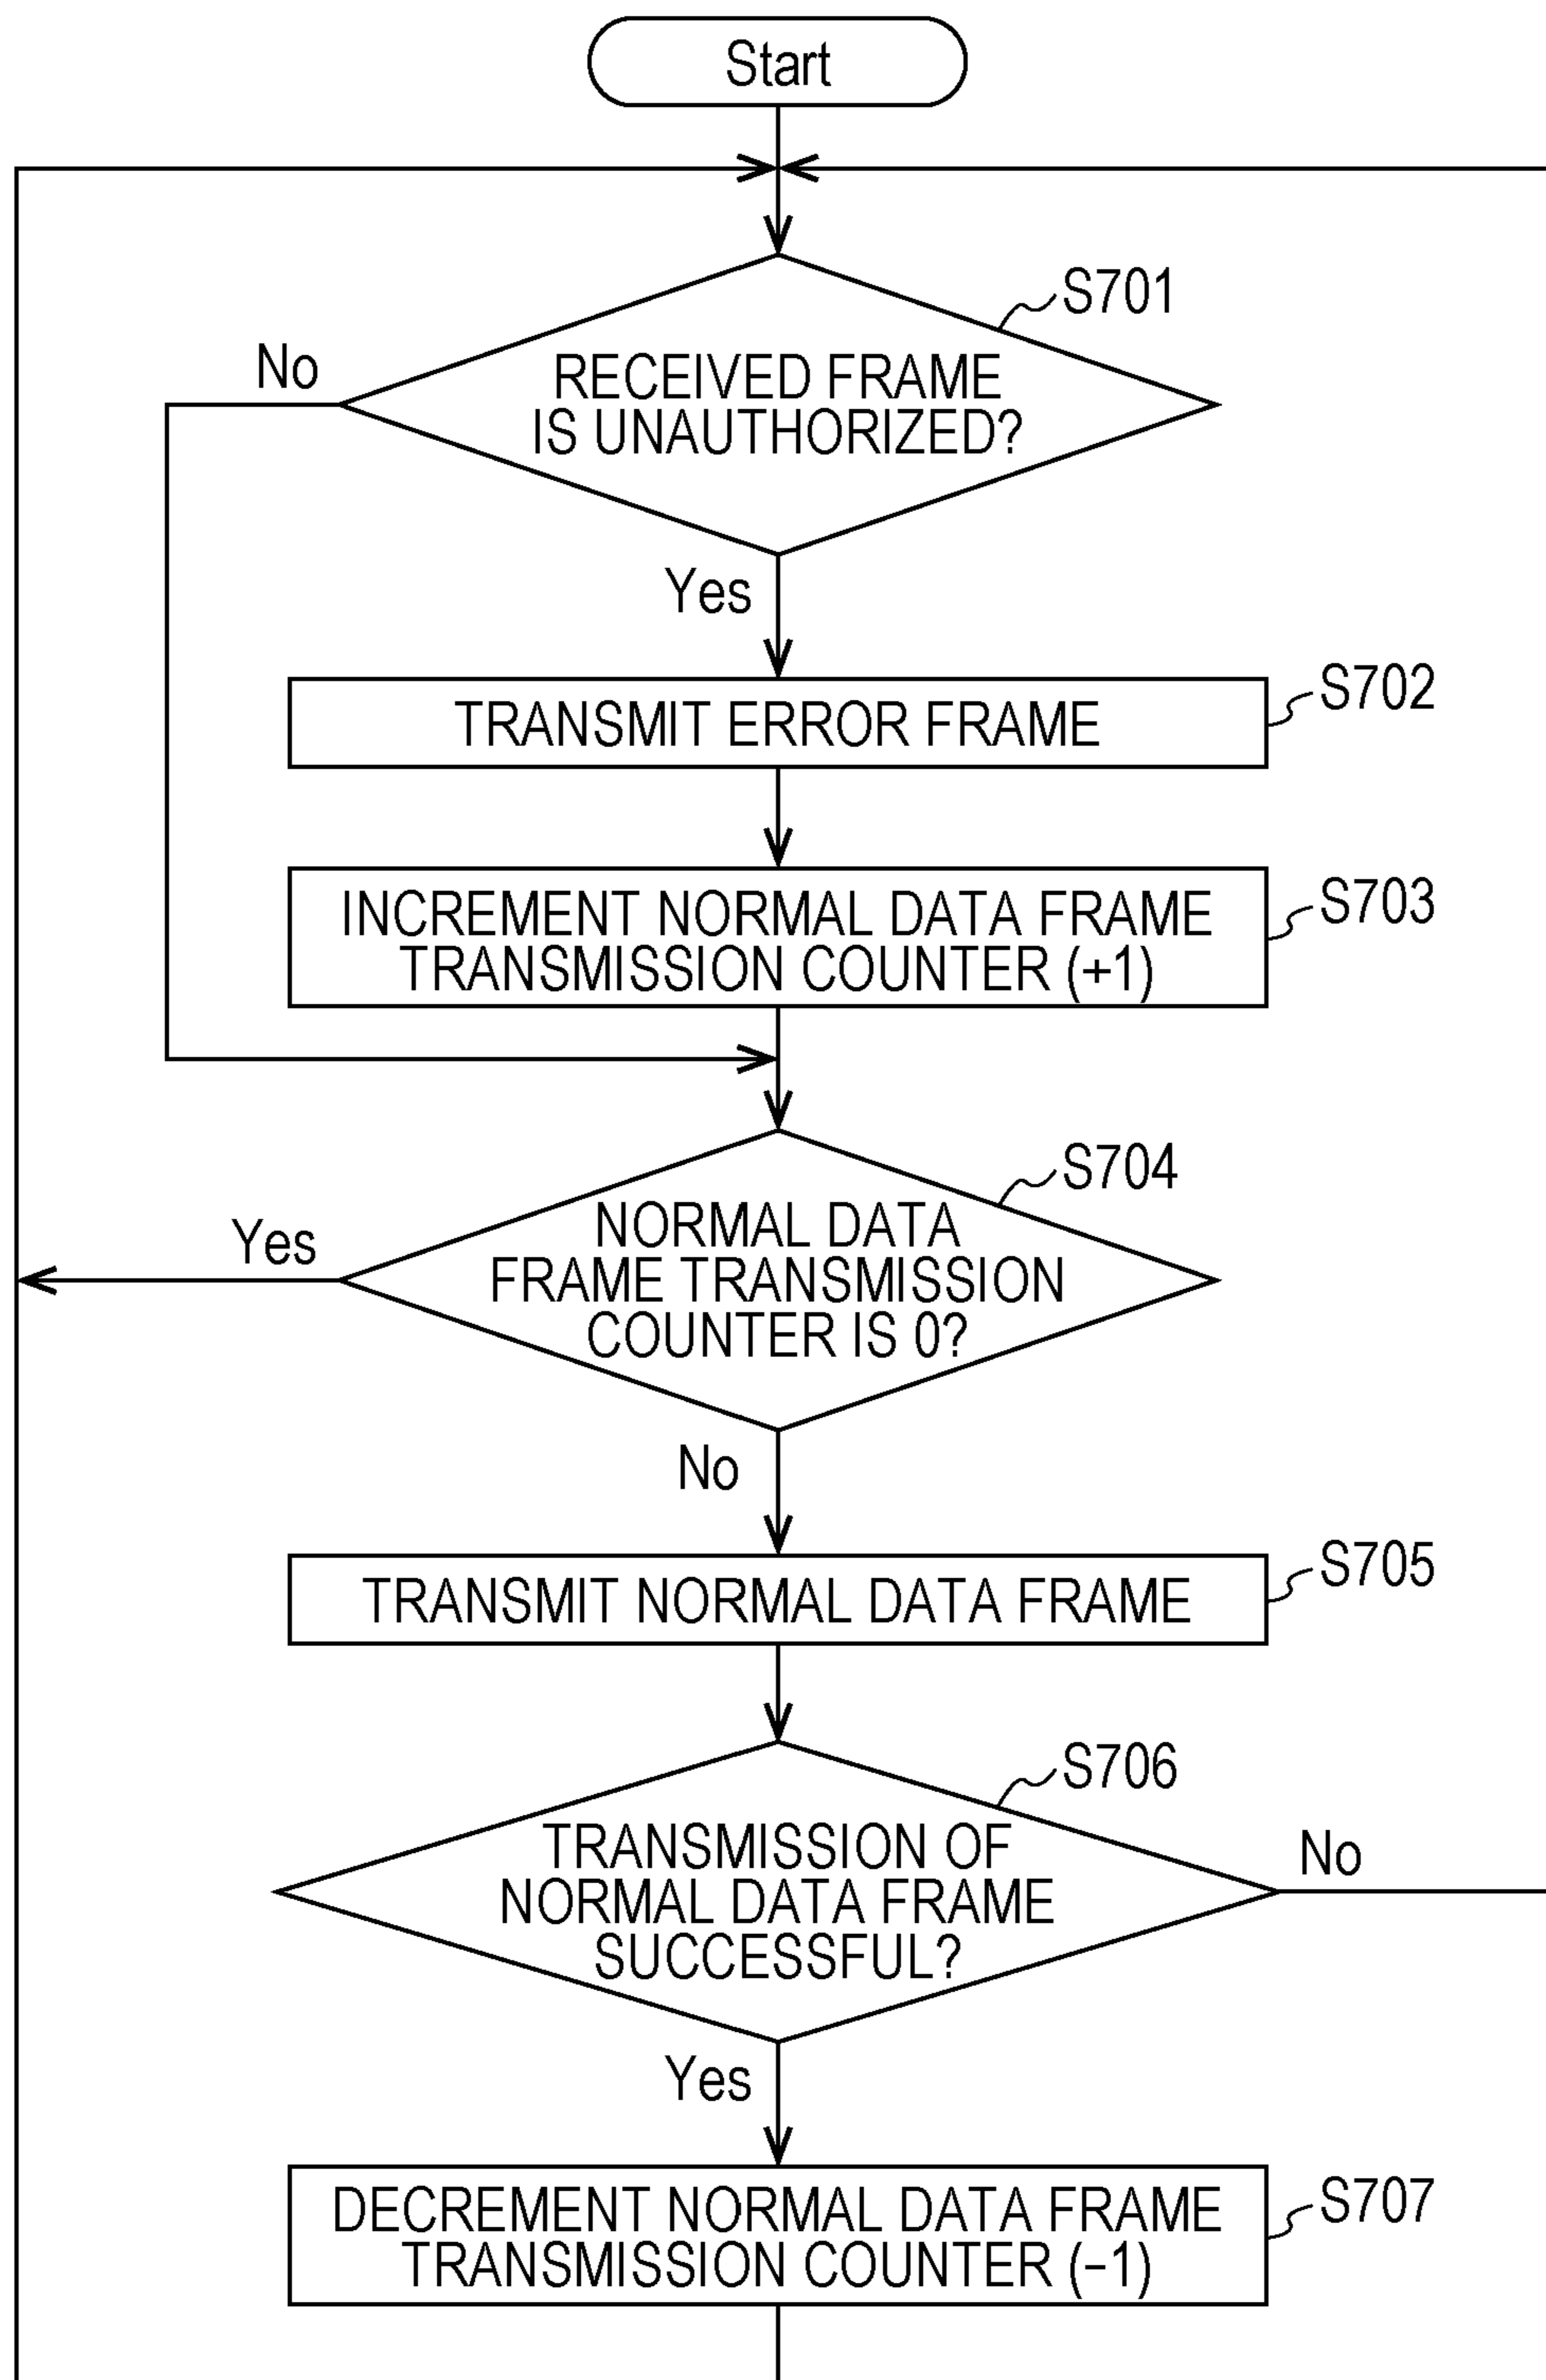 Start
S701
No
RECEIVED FRAME
IS UNAUTHORIZED?
Yes
S702
TRANSMIT ERROR FRAME
S703
INCREMENT NORMAL DATA FRAME
TRANSMISSION COUNTER (+1)
S704
Yes
NORMAL DATA
FRAME TRANSMISSION
COUNTER IS 0?
No
S705
TRANSMIT NORMAL DATA FRAME
S706
TRANSMISSION OF
NORMAL DATA FRAME
SUCCESSFUL?
No
Yes
S707
DECREMENT NORMAL DATA FRAME
TRANSMISSION COUNTER (−1)